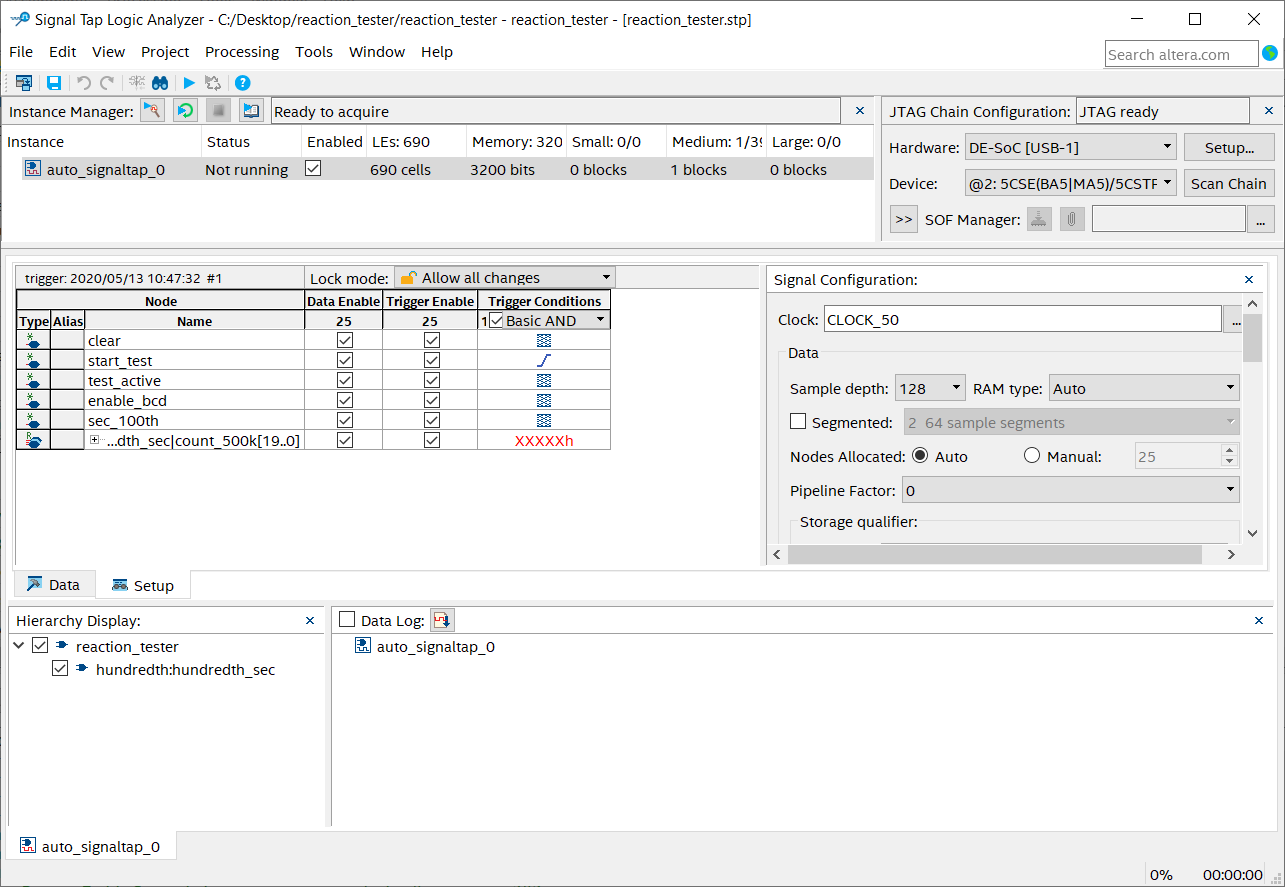 Signal Tap Logic Analyzer - C:/Desktop/reaction_tester/reaction_tester - reaction_tester - [reaction_tester.stp]
File Edit View Project Processing Tools Window Help
Search altera.com
Instance Manager: Ready to acquire
Instance Status Enabled LEs: 690 Memory: 320 Small: 0/0 Medium: 1/39 Large: 0/0
auto_signaltap_0 Not running 690 cells 3200 bits 0 blocks 1 blocks 0 blocks
JTAG Chain Configuration: JTAG ready
Hardware: DE-SoC [USB-1] Setup...
Device: @2: 5CSE(BA5|MA5)/5CSTF Scan Chain
>> SOF Manager: ...
trigger: 2020/05/13 10:47:32 #1 Lock mode: Allow all changes
Node Data Enable Trigger Enable Trigger Conditions
Type Alias Name 25 25 1 Basic AND
clear
start_test
test_active
enable_bcd
sec_100th
...dth_sec|count_500k[19..0] XXXXXh
Signal Configuration:
Clock: CLOCK_50 ...
Data
Sample depth: 128 RAM type: Auto
Segmented: 2 64 sample segments
Nodes Allocated: Auto Manual: 25
Pipeline Factor: 0
Storage qualifier:
Data Setup
Hierarchy Display:
reaction_tester
hundredth:hundredth_sec
Data Log:
auto_signaltap_0
auto_signaltap_0
0% 00:00:00